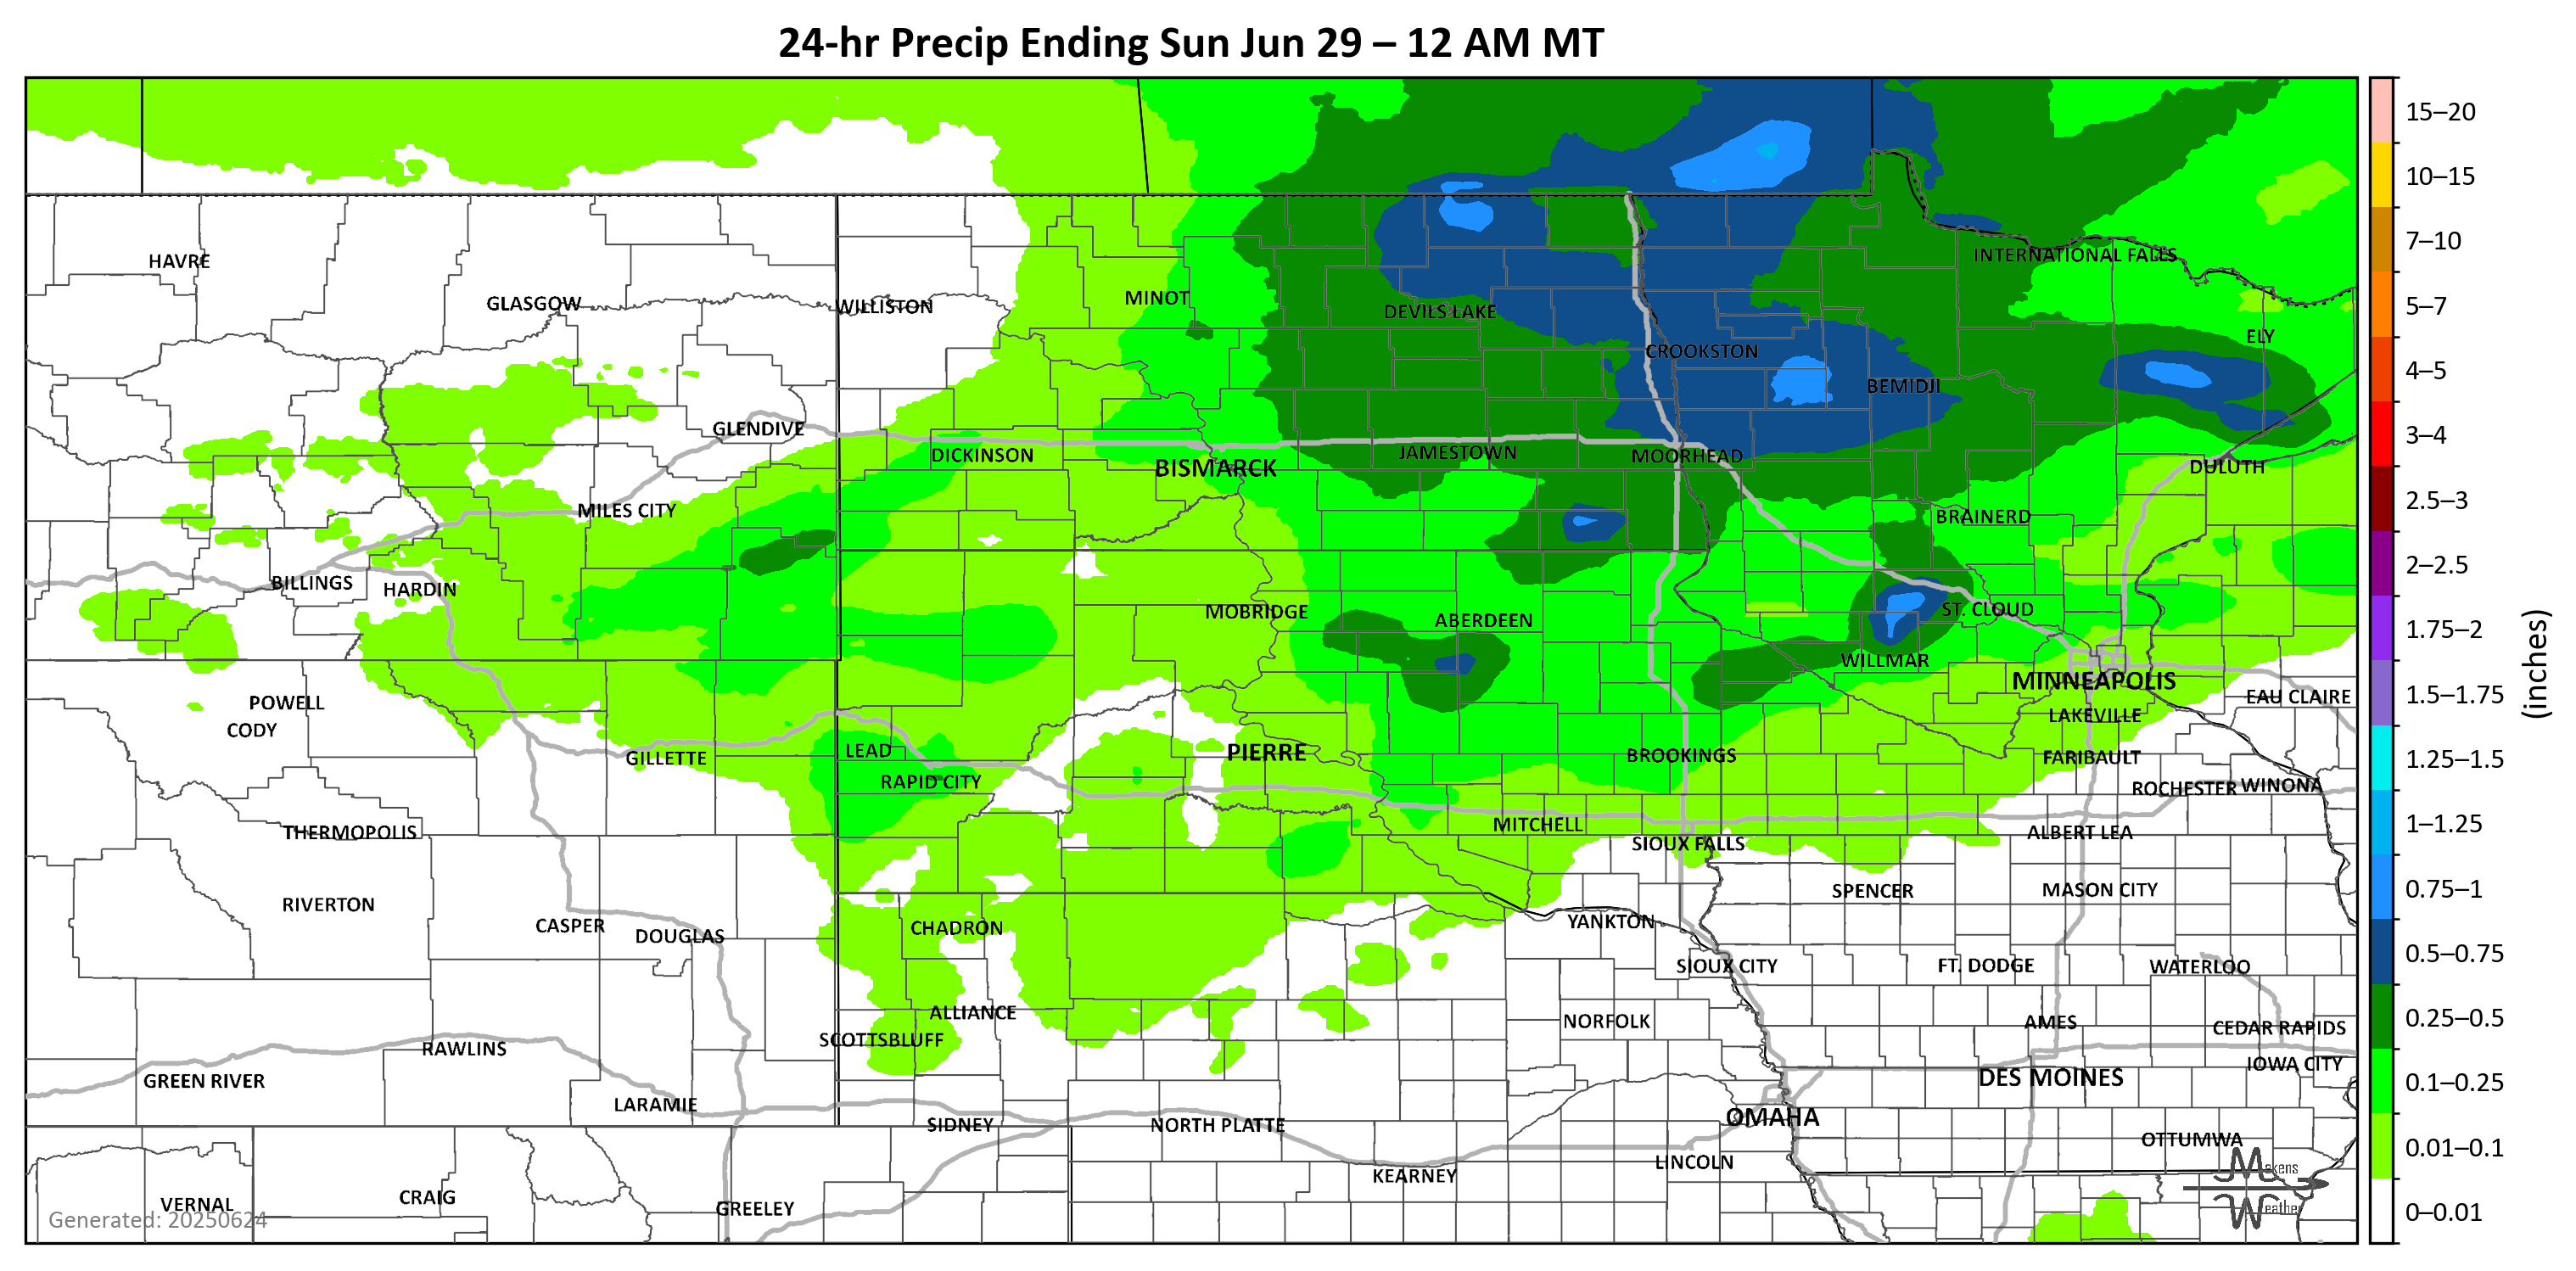 24-hr Precip Ending Sun Jun 29 – 12 AM MT
HAVRE
GLASGOW
WILLISTON
MINOT
DEVILS LAKE
INTERNATIONAL FALLS
ELY
CROOKSTON
BEMIDJI
GLENDIVE
DICKINSON
BISMARCK
JAMESTOWN
MOORHEAD
DULUTH
MILES CITY
BRAINERD
BILLINGS
HARDIN
MOBRIDGE
ABERDEEN
ST. CLOUD
WILLMAR
MINNEAPOLIS
EAU CLAIRE
POWELL
CODY
LAKEVILLE
GILLETTE
LEAD
PIERRE
BROOKINGS
FARIBAULT
RAPID CITY
ROCHESTER
WINONA
THERMOPOLIS
MITCHELL
ALBERT LEA
SIOUX FALLS
RIVERTON
SPENCER
MASON CITY
CASPER
DOUGLAS
CHADRON
YANKTON
SIOUX CITY
FT. DODGE
WATERLOO
ALLIANCE
NORFOLK
AMES
CEDAR RAPIDS
SCOTTSBLUFF
RAWLINS
IOWA CITY
GREEN RIVER
DES MOINES
LARAMIE
OMAHA
SIDNEY
NORTH PLATTE
OTTUMWA
LINCOLN
KEARNEY
VERNAL
CRAIG
GREELEY
Generated: 20250624
Makens
Weather
15–20
10–15
7–10
5–7
4–5
3–4
2.5–3
2–2.5
1.75–2
1.5–1.75
1.25–1.5
1–1.25
0.75–1
0.5–0.75
0.25–0.5
0.1–0.25
0.01–0.1
0–0.01
(inches)